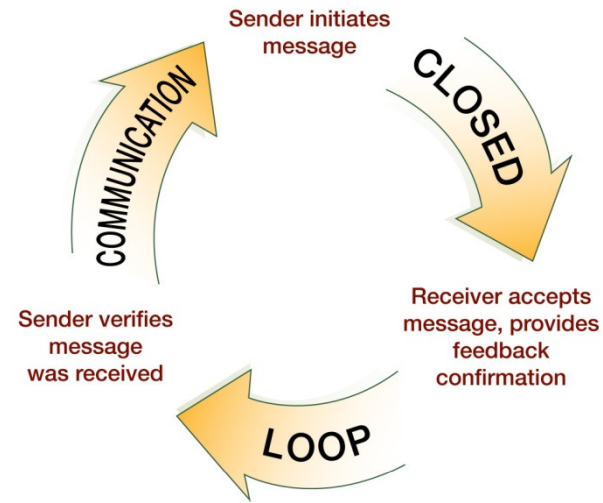 Sender initiates
message
CLOSED
Receiver accepts
message, provides
feedback
confirmation
LOOP
Sender verifies
message
was received
COMMUNICATION